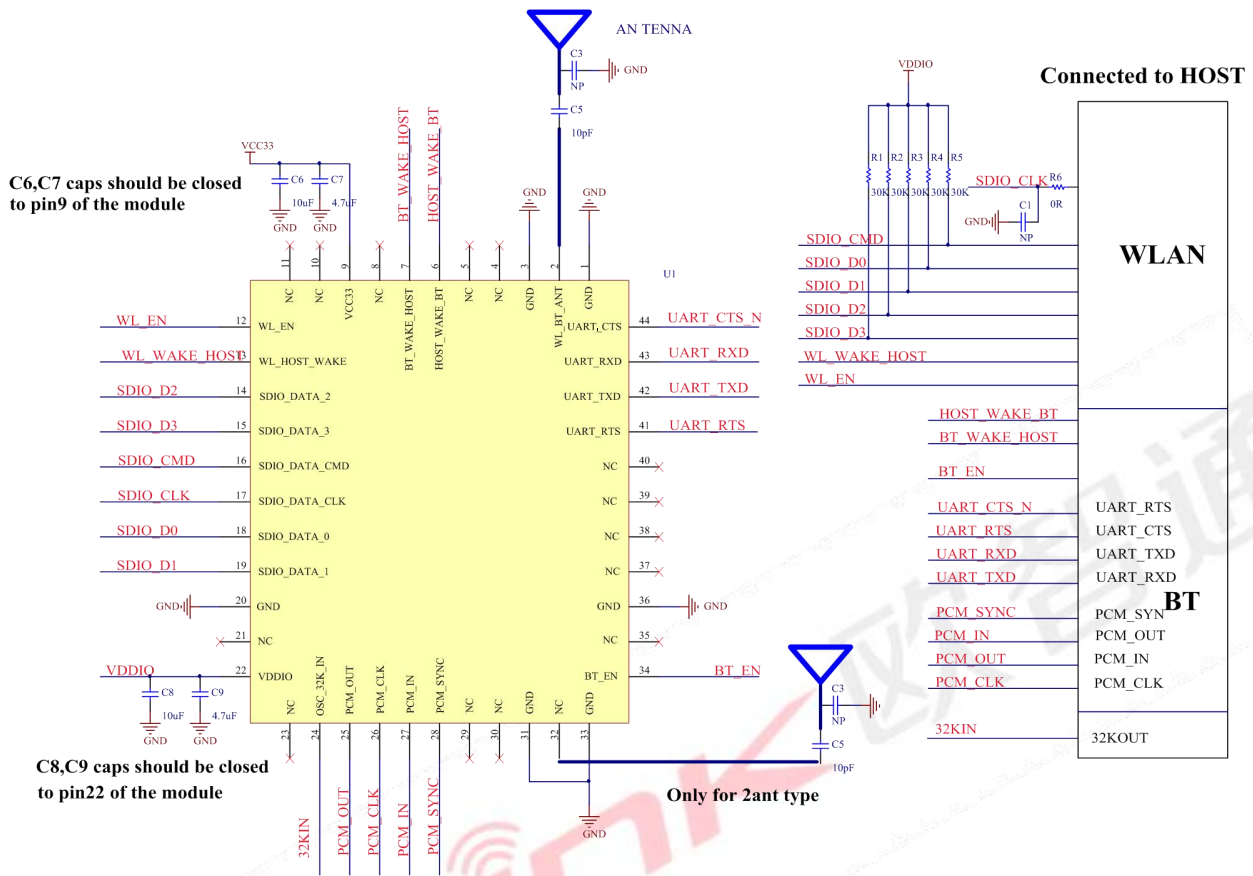 AN TENNA
C3
NP
GND
C5
10pF
VCC33
C6
10uF
GND
C7
4.7uF
GND
C6,C7 caps should be closed
to pin9 of the module
BT_WAKE_HOST
HOST_WAKE_BT
GND
GND
11
10
9
8
7
6
5
4
3
2
1
NC
NC
VCC33
NC
BT_WAKE_HOST
HOST_WAKE_BT
NC
NC
GND
WL_BT_ANT
GND
U1
WL_EN
12
WL_EN
WL_WAKE_HOST
13
WL_HOST_WAKE
SDIO_D2
14
SDIO_DATA_2
SDIO_D3
15
SDIO_DATA_3
SDIO_CMD
16
SDIO_DATA_CMD
SDIO_CLK
17
SDIO_DATA_CLK
SDIO_D0
18
SDIO_DATA_0
SDIO_D1
19
SDIO_DATA_1
GND
20
GND
21
NC
VDDIO
22
VDDIO
C8
10uF
GND
C9
4.7uF
GND
C8,C9 caps should be closed
to pin22 of the module
UART_CTS
44
UART_CTS_N
UART_RXD
43
UART_RXD
UART_TXD
42
UART_TXD
UART_RTS
41
UART_RTS
NC
40
NC
39
NC
38
NC
37
GND
36
GND
NC
35
BT_EN
34
BT_EN
NC
OSC_32K_IN
PCM_OUT
PCM_CLK
PCM_IN
PCM_SYNC
NC
NC
GND
NC
GND
23
24
25
26
27
28
29
30
31
32
33
32KIN
PCM_OUT
PCM_CLK
PCM_IN
PCM_SYNC
GND
C3
NP
C5
10pF
Only for 2ant type
VDDIO
R1
R2
R3
R4
R5
30K
30K
30K
30K
30K
Connected to HOST
SDIO_CLK
R6
0R
GND
C1
NP
SDIO_CMD
SDIO_D0
SDIO_D1
SDIO_D2
SDIO_D3
WL_WAKE_HOST
WL_EN
WLAN
HOST_WAKE_BT
BT_WAKE_HOST
BT_EN
UART_CTS_N
UART_RTS
UART_RTS
UART_CTS
UART_RXD
UART_TXD
UART_TXD
UART_RXD
BT
PCM_SYNC
PCM_SYN
PCM_IN
PCM_OUT
PCM_OUT
PCM_IN
PCM_CLK
PCM_CLK
32KIN
32KOUT
欧智通